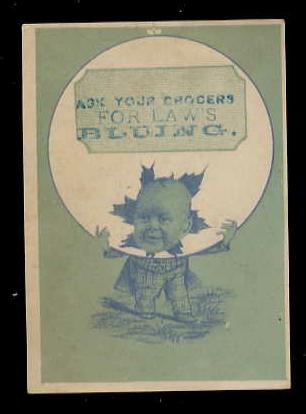 ASK YOUR GROCERS
FOR LAW'S
BLUING.